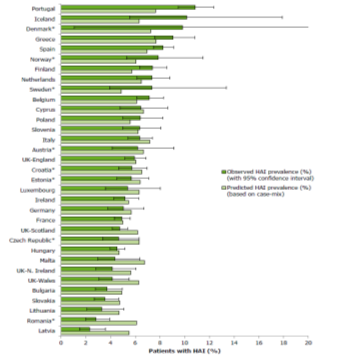 Portugal
Iceland
Denmark*
Greece
Spain
Norway*
Finland
Netherlands
Sweden*
Belgium
Cyprus
Poland
Slovenia
Italy
Austria*
UK-England
Croatia*
Estonia*
Luxembourg
Ireland
Germany
France
UK-Scotland
Czech Republic*
Hungary
Malta
UK-N. Ireland
UK-Wales
Bulgaria
Slovakia
Lithuania
Romania*
Latvia
Observed HAI prevalence (%)
(with 95% confidence interval)
Predicted HAI prevalence (%)
(based on case-mix)
0 2 4 6 8 10 12 14 16 18 20
Patients with HAI (%)